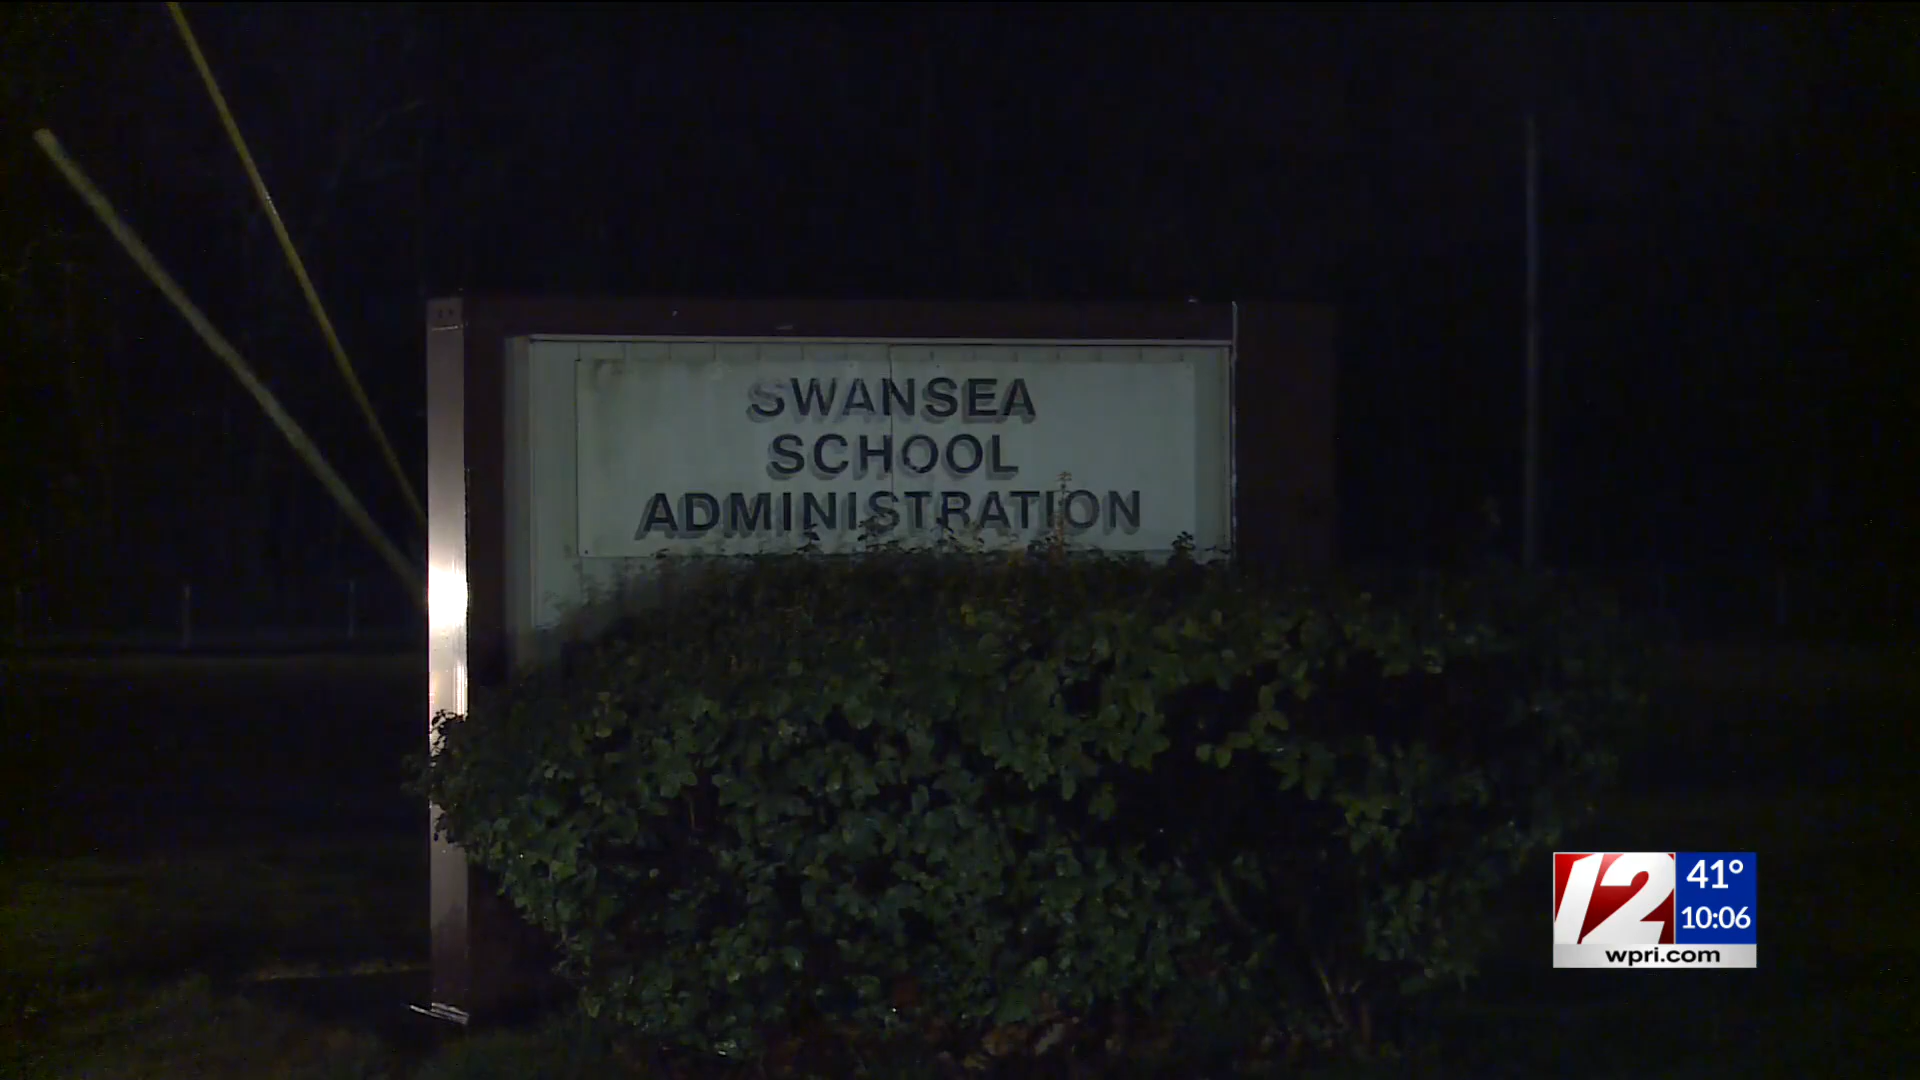 SWANSEA
SCHOOL
ADMINISTRATION
12
41°
10:06
wpri.com